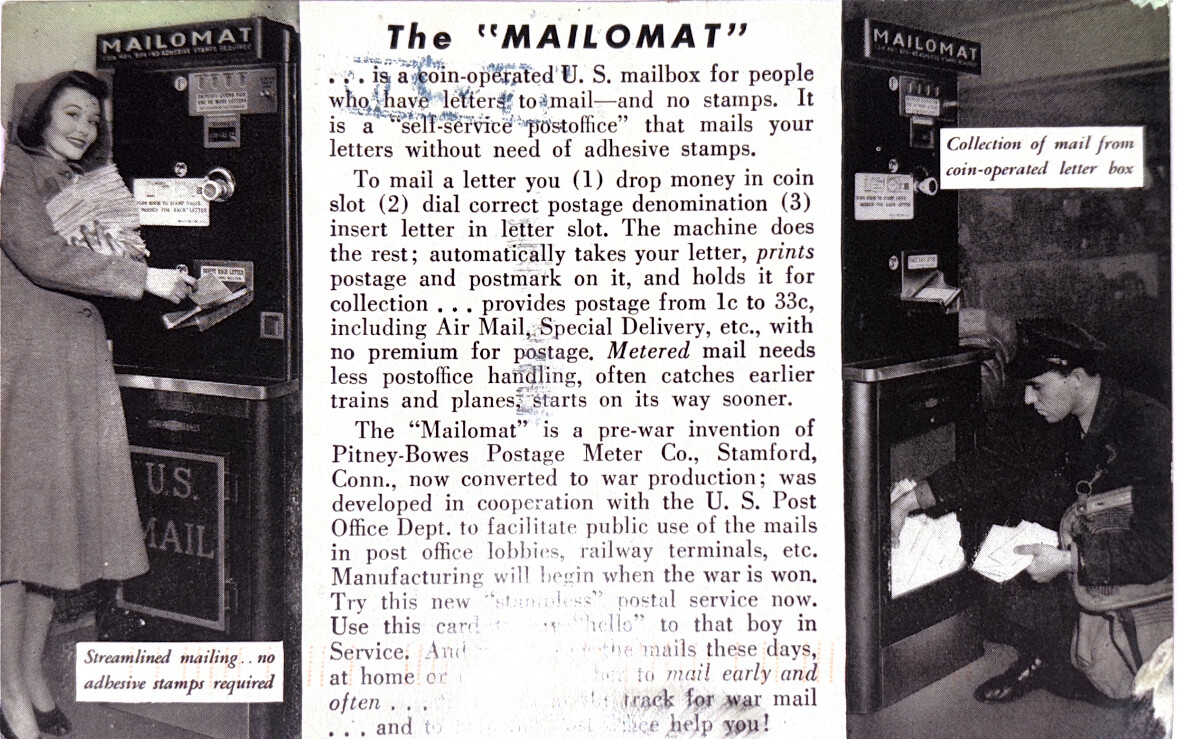 MAILOMAT
The "MAILOMAT"
. . . is a coin-operated U. S. mailbox for people
who have letters to mail—and no stamps. It
is a "self-service postoffice" that mails your
letters without need of adhesive stamps.
To mail a letter you (1) drop money in coin
slot (2) dial correct postage denomination (3)
insert letter in letter slot. The machine does
the rest; automatically takes your letter, prints
postage and postmark on it, and holds it for
collection . . . provides postage from 1c to 33c,
including Air Mail, Special Delivery, etc., with
no premium for postage. Metered mail needs
less postoffice handling, often catches earlier
trains and planes, starts on its way sooner.
The "Mailomat" is a pre-war invention of
Pitney-Bowes Postage Meter Co., Stamford,
Conn., now converted to war production; was
developed in cooperation with the U. S. Post
Office Dept. to facilitate public use of the mails
in post office lobbies, railway terminals, etc.
Manufacturing will begin when the war is won.
Try this new "stampless" postal service now.
Use this card "hello" to that boy in
Service. And the mails these days,
at home or to mail early and
often . . . track for war mail
. . . and to help you!
U.S.
MAIL
Streamlined mailing . . no
adhesive stamps required
MAILOMAT
Collection of mail from
coin-operated letter box